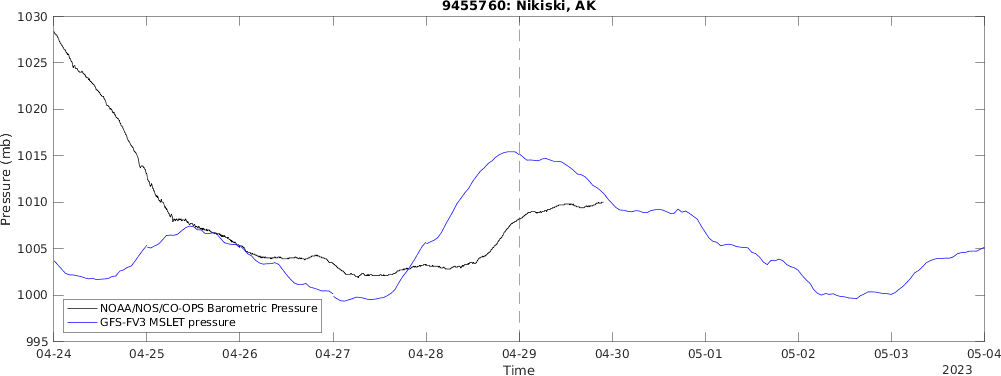 9455760: Nikiski, AK
1030
1025
1020
1015
1010
1005
1000
995
Pressure (mb)
NOAA/NOS/CO-OPS Barometric Pressure
GFS-FV3 MSLET pressure
04-24 04-25 04-26 04-27 04-28 04-29 04-30 05-01 05-02 05-03 05-04
Time
2023